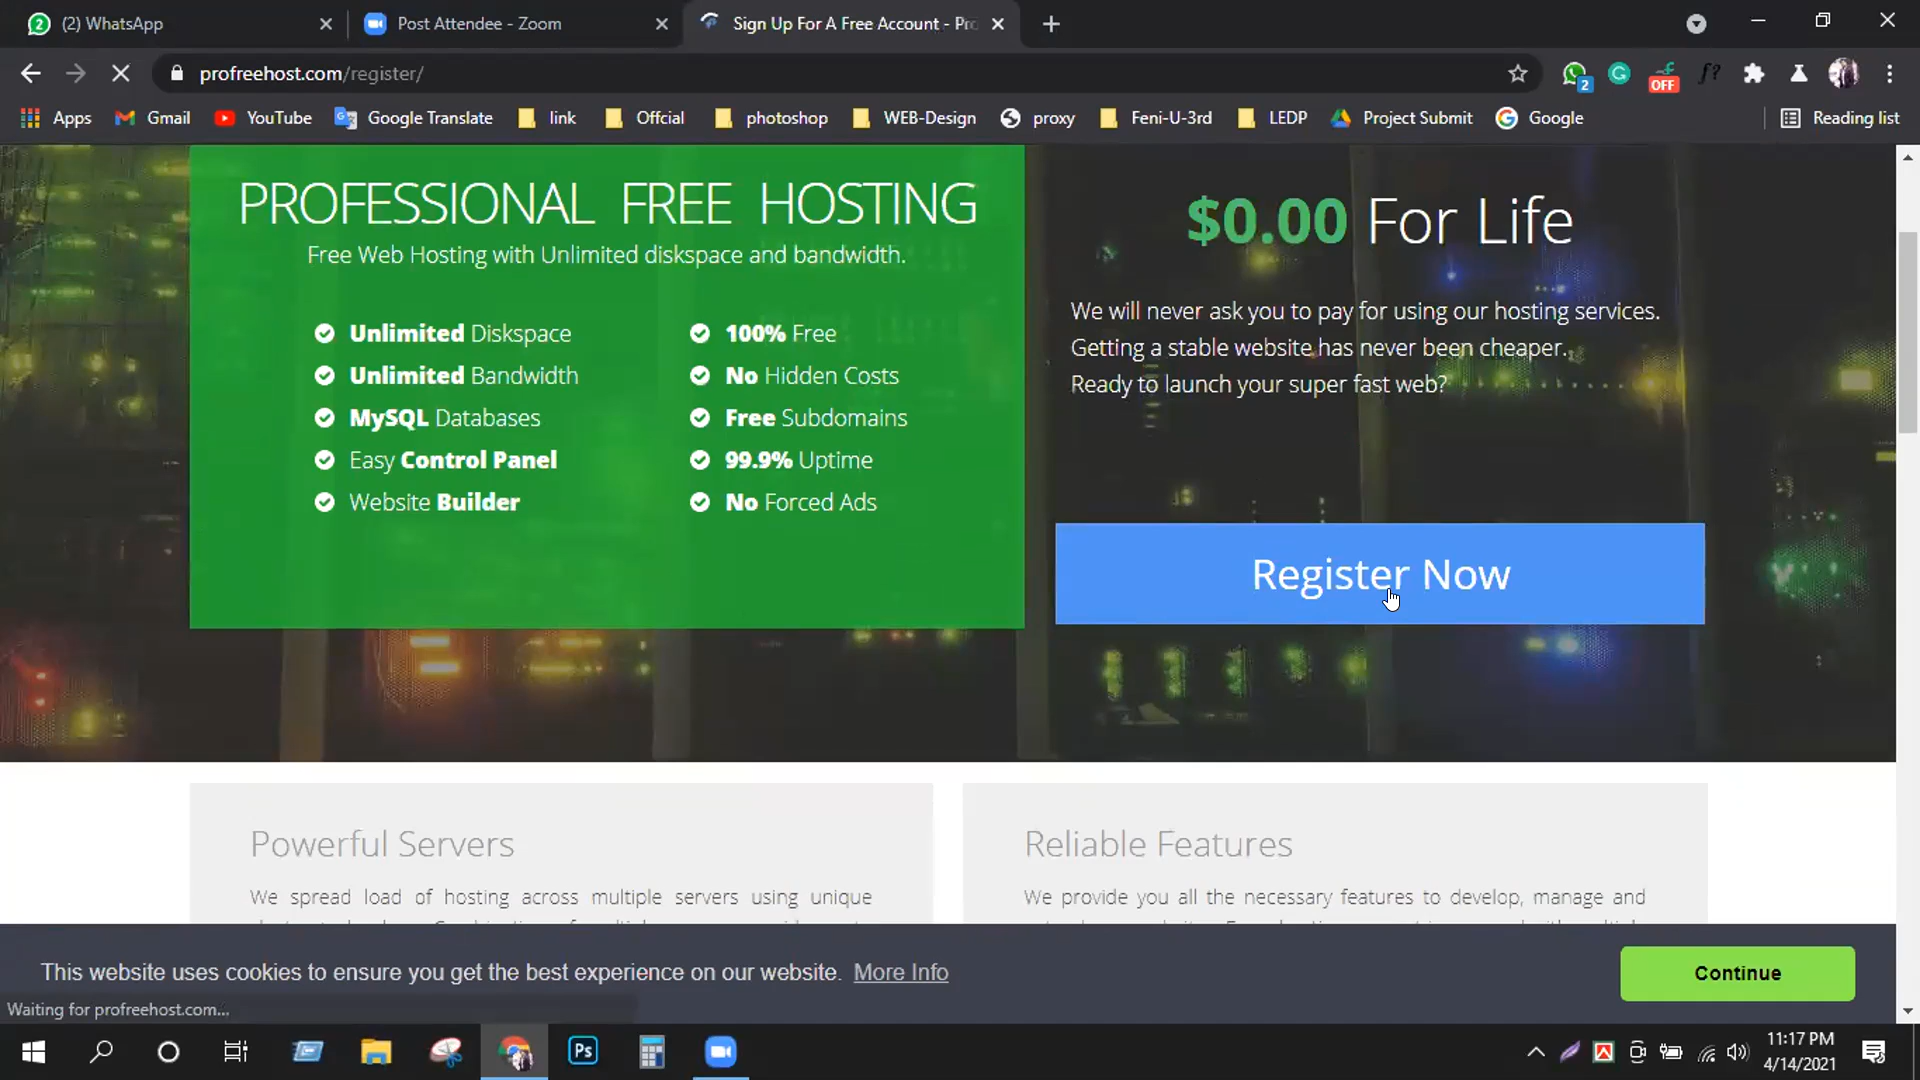 (2) WhatsApp
Post Attendee - Zoom
Sign Up For A Free Account - Pro
profreehost.com/register/
2
OFF
f?
Apps
Gmail
YouTube
Google Translate
link
Offcial
photoshop
WEB-Design
proxy
Feni-U-3rd
LEDP
Project Submit
Google
Reading list
PROFESSIONAL FREE HOSTING
Free Web Hosting with Unlimited diskspace and bandwidth.
Unlimited Diskspace
Unlimited Bandwidth
MySQL Databases
Easy Control Panel
Website Builder
100% Free
No Hidden Costs
Free Subdomains
99.9% Uptime
No Forced Ads
$0.00 For Life
We will never ask you to pay for using our hosting services.
Getting a stable website has never been cheaper.
Ready to launch your super fast web?
Register Now
Powerful Servers
We spread load of hosting across multiple servers using unique
Reliable Features
We provide you all the necessary features to develop, manage and
This website uses cookies to ensure you get the best experience on our website. More Info
Continue
Waiting for profreehost.com...
Ps
11:17 PM
4/14/2021